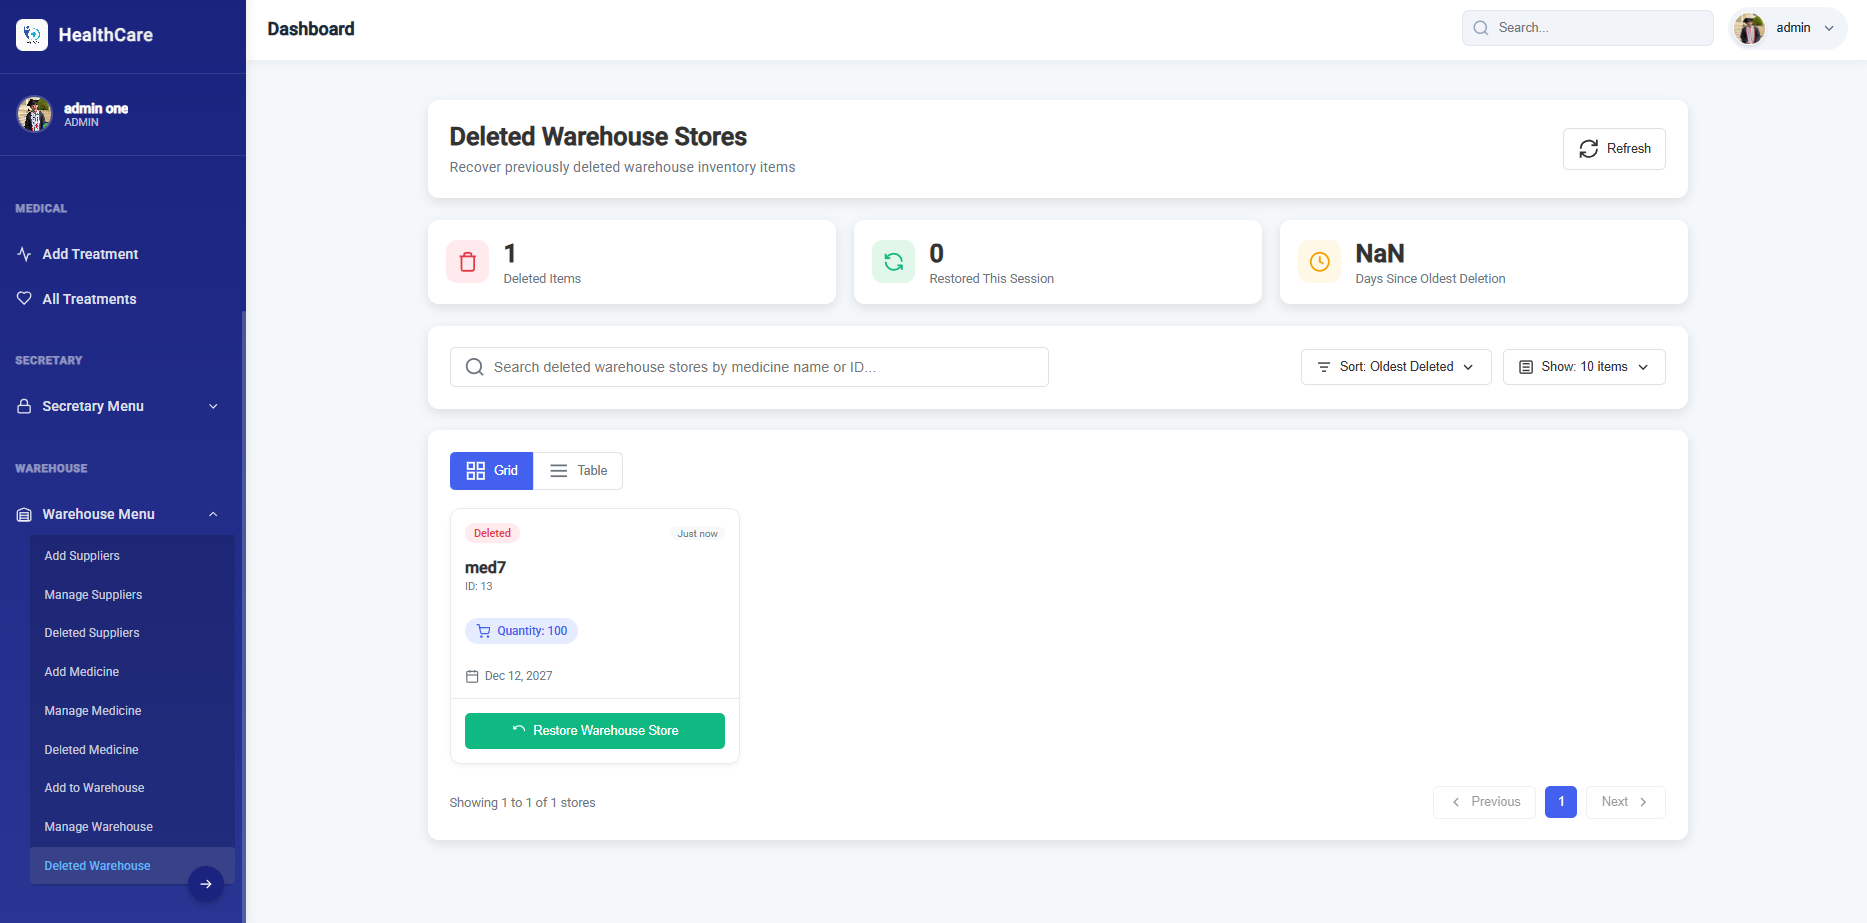 HealthCare
Dashboard
Search...
admin
admin one
ADMIN
MEDICAL
Add Treatment
All Treatments
SECRETARY
Secretary Menu
WAREHOUSE
Warehouse Menu
Add Suppliers
Manage Suppliers
Deleted Suppliers
Add Medicine
Manage Medicine
Deleted Medicine
Add to Warehouse
Manage Warehouse
Deleted Warehouse
Deleted Warehouse Stores
Recover previously deleted warehouse inventory items
Refresh
1
Deleted Items
0
Restored This Session
NaN
Days Since Oldest Deletion
Search deleted warehouse stores by medicine name or ID...
Sort: Oldest Deleted
Show: 10 items
Grid
Table
Deleted
Just now
med7
ID: 13
Quantity: 100
Dec 12, 2027
Restore Warehouse Store
Showing 1 to 1 of 1 stores
Previous
1
Next